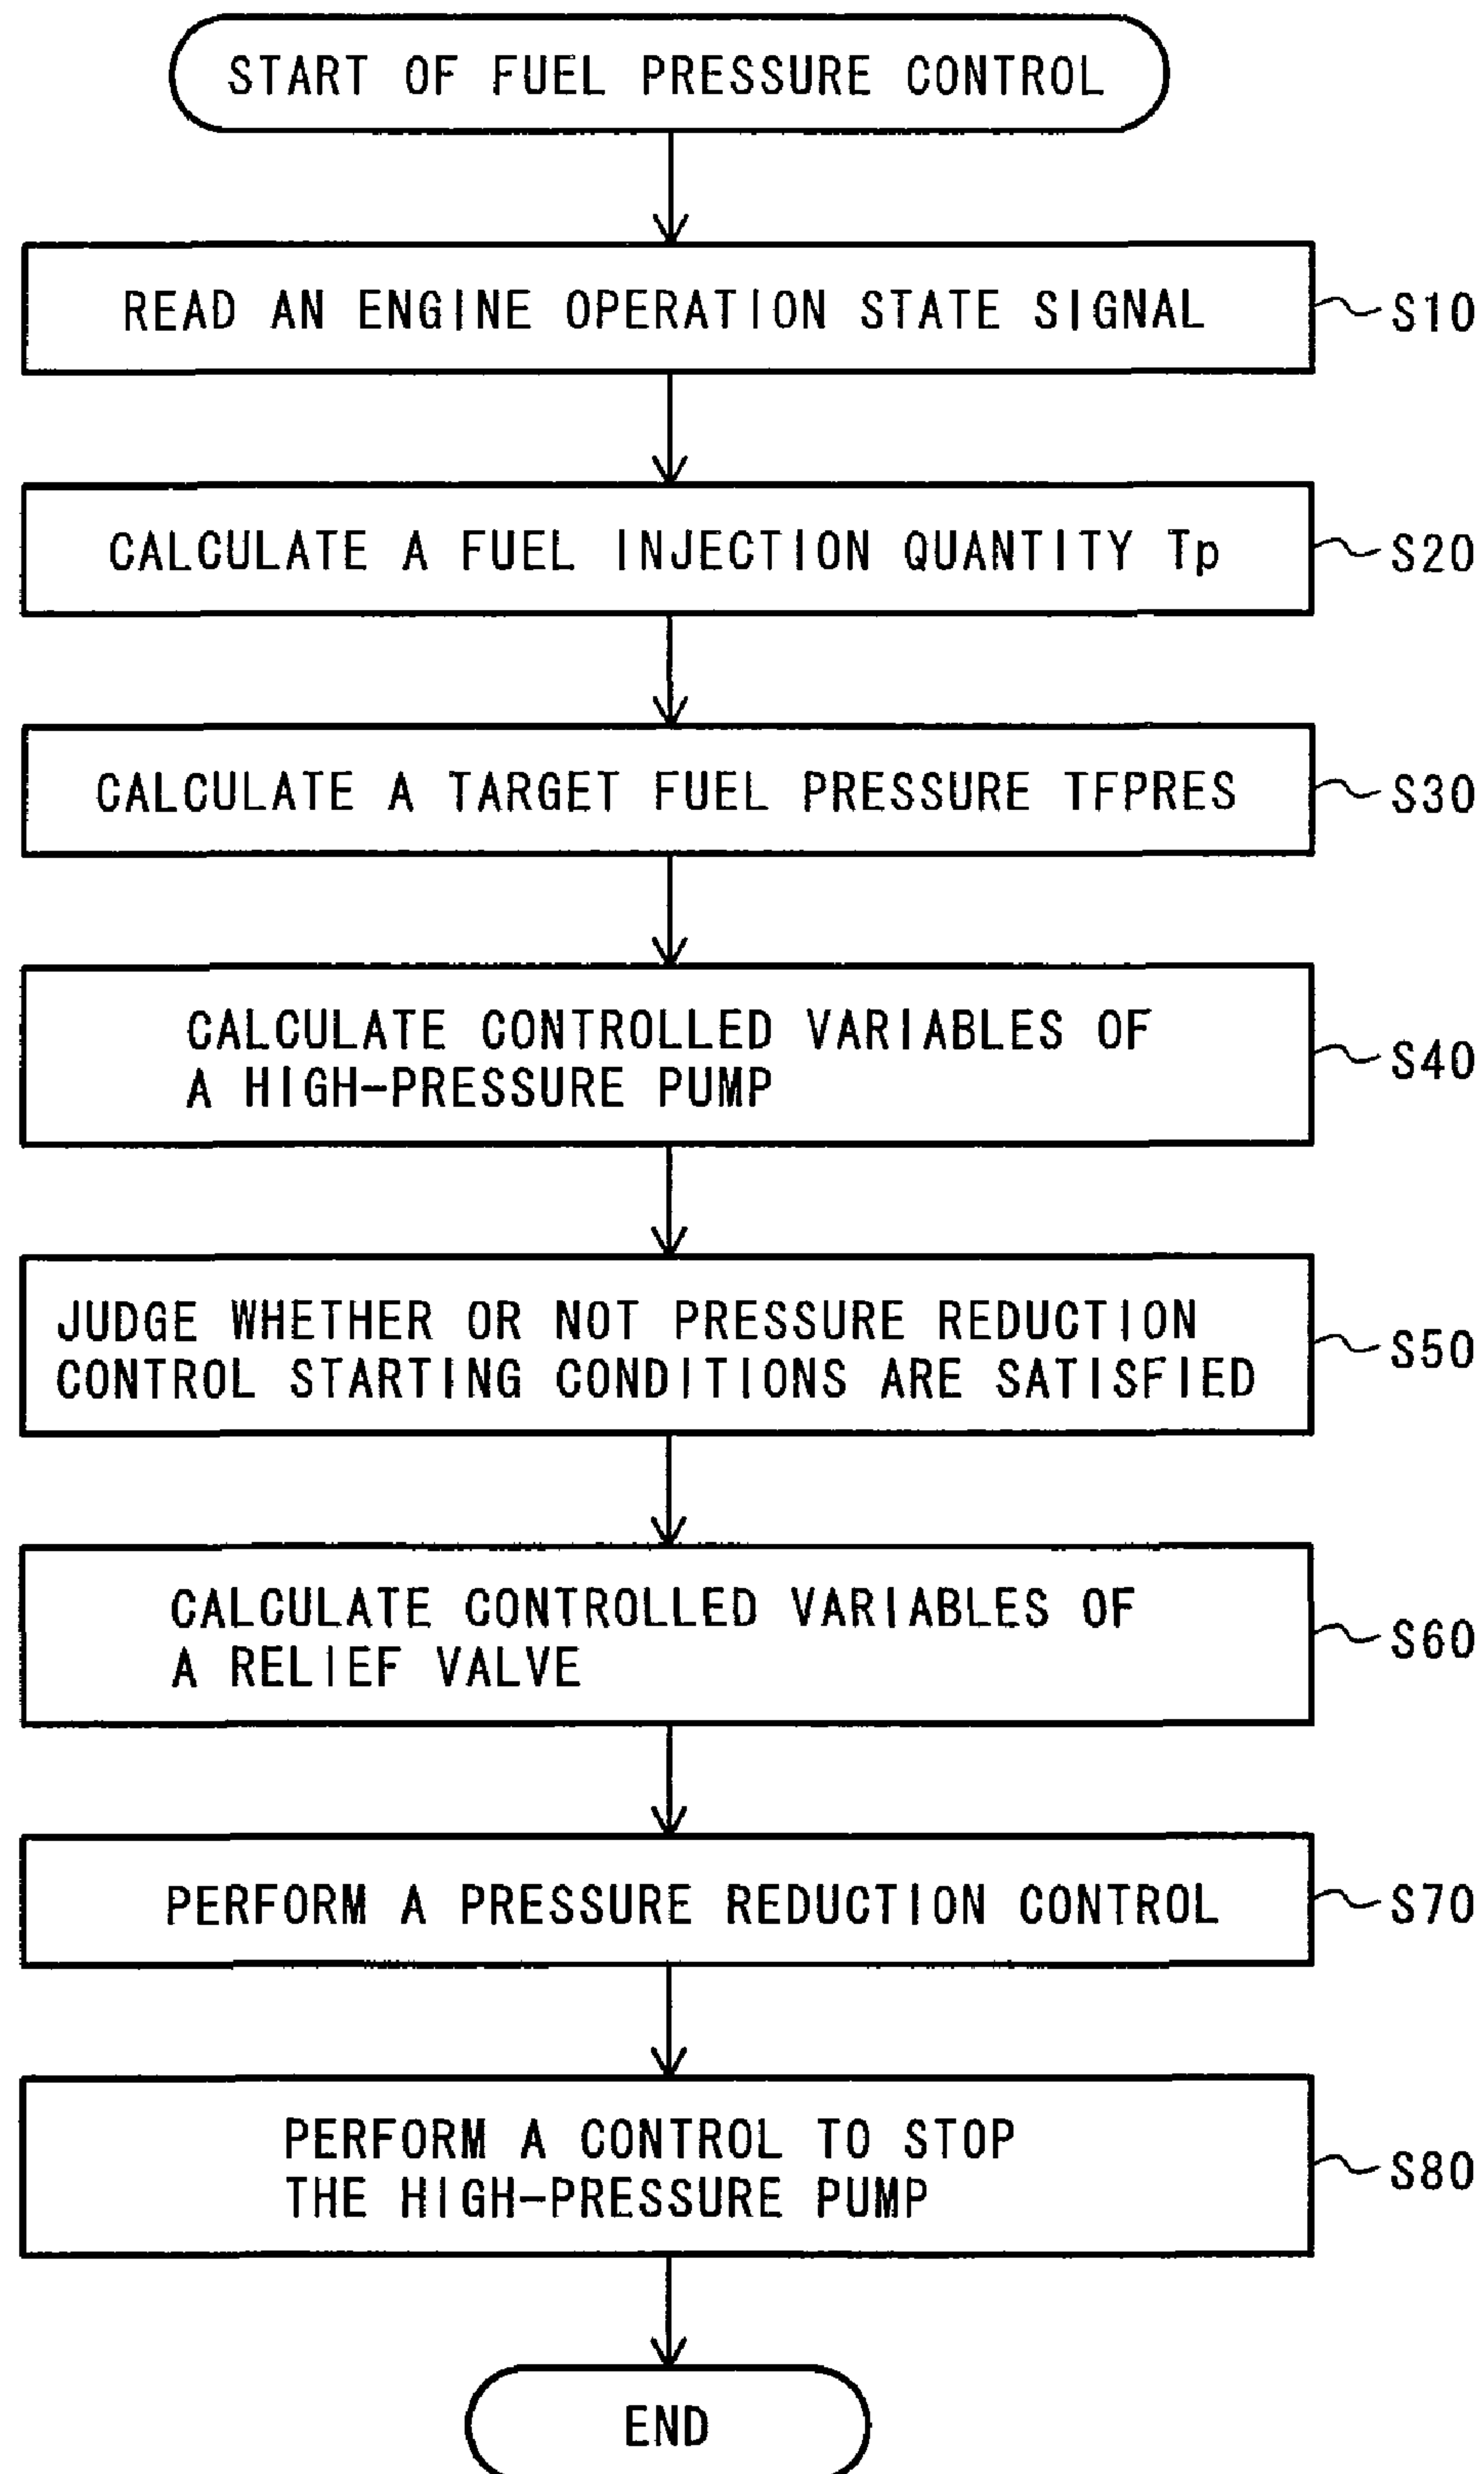 START OF FUEL PRESSURE CONTROL
READ AN ENGINE OPERATION STATE SIGNAL
S10
CALCULATE A FUEL INJECTION QUANTITY Tp
S20
CALCULATE A TARGET FUEL PRESSURE TFPRES
S30
CALCULATE CONTROLLED VARIABLES OF
A HIGH-PRESSURE PUMP
S40
JUDGE WHETHER OR NOT PRESSURE REDUCTION
CONTROL STARTING CONDITIONS ARE SATISFIED
S50
CALCULATE CONTROLLED VARIABLES OF
A RELIEF VALVE
S60
PERFORM A PRESSURE REDUCTION CONTROL
S70
PERFORM A CONTROL TO STOP
THE HIGH-PRESSURE PUMP
S80
END